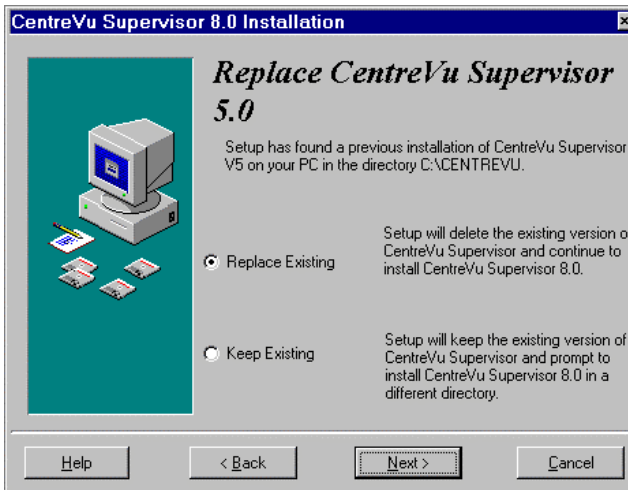 CentreVu Supervisor 8.0 Installation
Replace CentreVu Supervisor
5.0
Setup has found a previous installation of CentreVu Supervisor
V5 on your PC in the directory C:\CENTREVU.
Replace Existing
Setup will delete the existing version o
CentreVu Supervisor and continue to
install CentreVu Supervisor 8.0.
Keep Existing
Setup will keep the existing version of
CentreVu Supervisor and prompt to
install CentreVu Supervisor 8.0 in a
different directory.
Help
< Back
Next >
Cancel